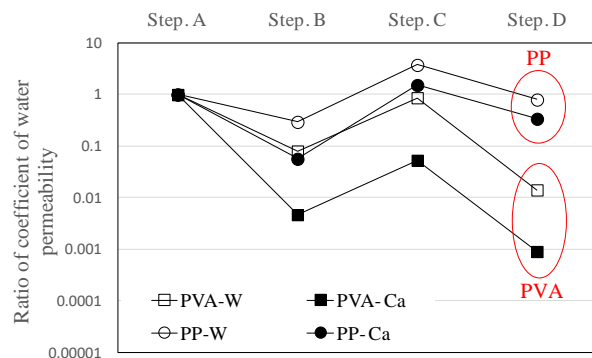 Step. A Step. B Step. C Step. D
Ratio of coefficient of water
permeability
10
1
0.1
0.01
0.001
0.0001
0.00001
PP
PVA
PVA-W PVA-Ca
PP-W PP-Ca